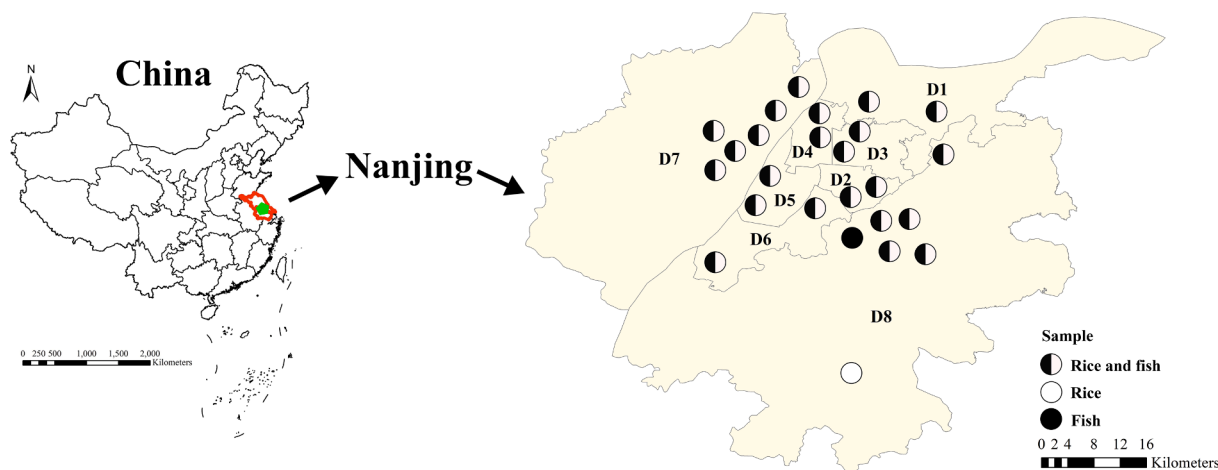 N
China
0 250 500 1,000 1,500 2,000
Kilometers
Nanjing
D1
D7
D4
D3
D2
D5
D6
D8
Sample
Rice and fish
Rice
Fish
0 2 4 8 12 16
Kilometers